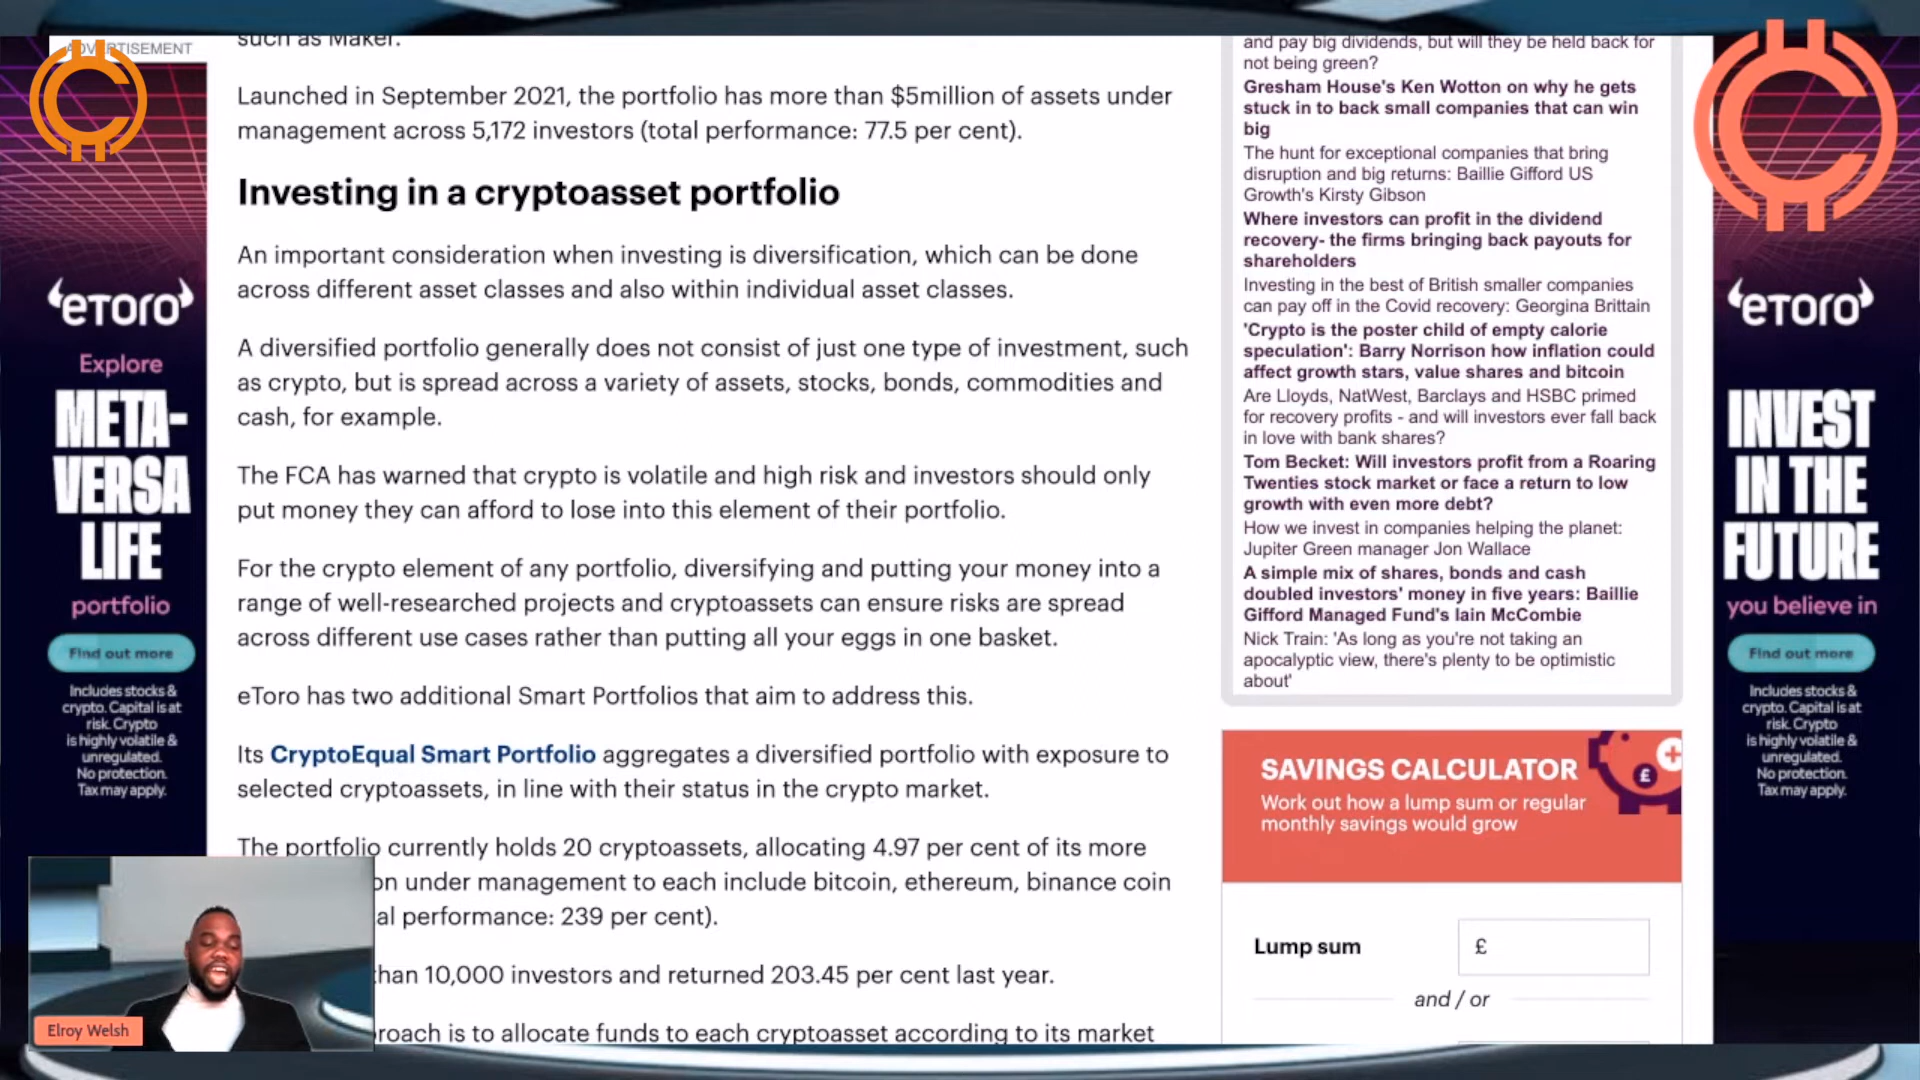 ADVERTISEMENT
eToro
Explore
META-
VERSA
LIFE
portfolio
Find out more
Includes stocks &
crypto. Capital is at
risk. Crypto
is highly volatile &
unregulated.
No protection.
Tax may apply.
such as Maker.
Launched in September 2021, the portfolio has more than $5million of assets under
management across 5,172 investors (total performance: 77.5 per cent).
Investing in a cryptoasset portfolio
An important consideration when investing is diversification, which can be done
across different asset classes and also within individual asset classes.
A diversified portfolio generally does not consist of just one type of investment, such
as crypto, but is spread across a variety of assets, stocks, bonds, commodities and
cash, for example.
The FCA has warned that crypto is volatile and high risk and investors should only
put money they can afford to lose into this element of their portfolio.
For the crypto element of any portfolio, diversifying and putting your money into a
range of well-researched projects and cryptoassets can ensure risks are spread
across different use cases rather than putting all your eggs in one basket.
eToro has two additional Smart Portfolios that aim to address this.
Its CryptoEqual Smart Portfolio aggregates a diversified portfolio with exposure to
selected cryptoassets, in line with their status in the crypto market.
The portfolio currently holds 20 cryptoassets, allocating 4.97 per cent of its more
on under management to each include bitcoin, ethereum, binance coin
al performance: 239 per cent).
han 10,000 investors and returned 203.45 per cent last year.
roach is to allocate funds to each cryptoasset according to its market
Elroy Welsh
and pay big dividends, but will they be held back for
not being green?
Gresham House's Ken Wotton on why he gets
stuck in to back small companies that can win
big
The hunt for exceptional companies that bring
disruption and big returns: Baillie Gifford US
Growth's Kirsty Gibson
Where investors can profit in the dividend
recovery- the firms bringing back payouts for
shareholders
Investing in the best of British smaller companies
can pay off in the Covid recovery: Georgina Brittain
'Crypto is the poster child of empty calorie
speculation': Barry Norrison how inflation could
affect growth stars, value shares and bitcoin
Are Lloyds, NatWest, Barclays and HSBC primed
for recovery profits - and will investors ever fall back
in love with bank shares?
Tom Becket: Will investors profit from a Roaring
Twenties stock market or face a return to low
growth with even more debt?
How we invest in companies helping the planet:
Jupiter Green manager Jon Wallace
A simple mix of shares, bonds and cash
doubled investors' money in five years: Baillie
Gifford Managed Fund's Iain McCombie
Nick Train: 'As long as you're not taking an
apocalyptic view, there's plenty to be optimistic
about'
SAVINGS CALCULATOR
Work out how a lump sum or regular
monthly savings would grow
£
Lump sum £
and / or
eToro
INVEST
IN THE
FUTURE
you believe in
Find out more
Includes stocks &
crypto. Capital is at
risk. Crypto
is highly volatile &
unregulated.
No protection.
Tax may apply.